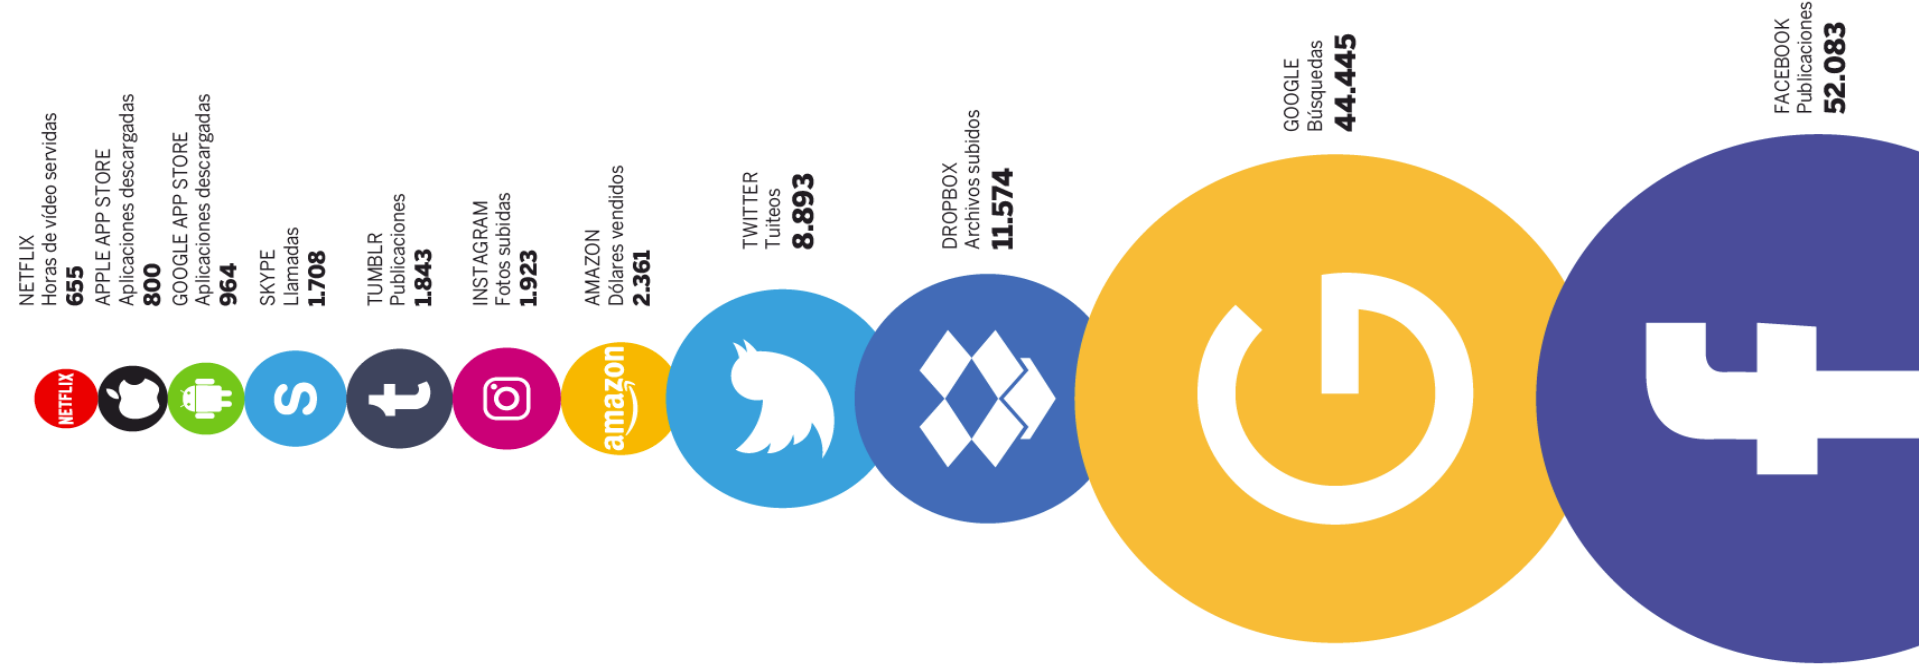 NETFLIX
Horas de vídeo servidas
655
APPLE APP STORE
Aplicaciones descargadas
800
GOOGLE APP STORE
Aplicaciones descargadas
964
SKYPE
Llamadas
1.708
TUMBLR
Publicaciones
1.843
INSTAGRAM
Fotos subidas
1.923
AMAZON
Dólares vendidos
2.361
TWITTER
Tuiteos
8.893
DROPBOX
Archivos subidos
11.574
GOOGLE
Búsquedas
44.445
FACEBOOK
Publicaciones
52.083
NETFLIX
S
t
amazon
G
f